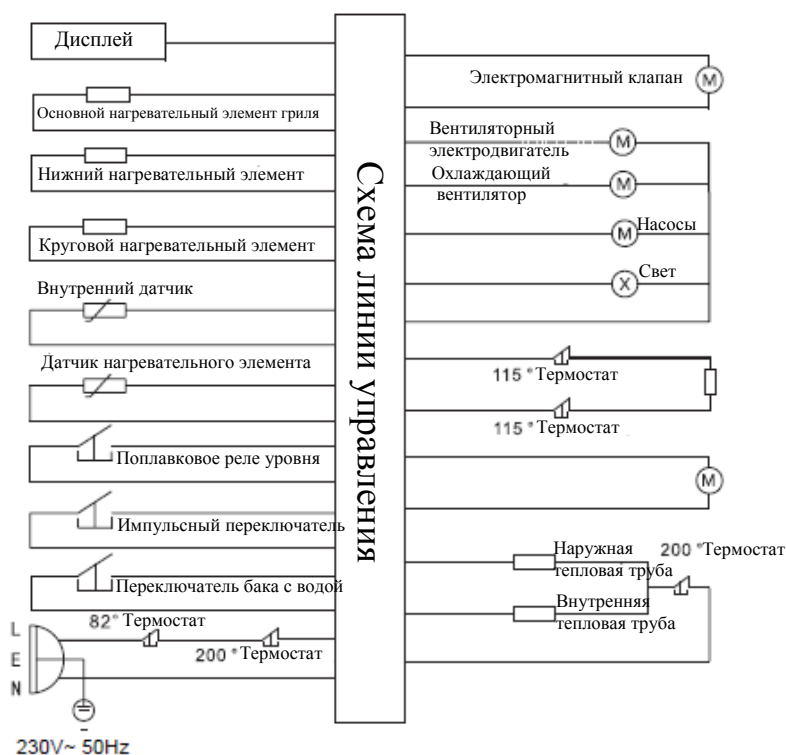 Дисплей
Основной нагревательный элемент гриля
Нижний нагревательный элемент
Круговой нагревательный элемент
Внутренний датчик
Датчик нагревательного элемента
Поплавковое реле уровня
Импульсный переключатель
Переключатель бака с водой
82° Термостат
200 °Термостат
L
E
N
230V~ 50Hz
Схема линии управления
Электромагнитный клапан
M
Вентиляторный
электродвигатель
M
Охлаждающий
вентилятор
M
Насосы
M
Свет
X
115 °Термостат
115 °Термостат
M
Наружная
тепловая труба
200 °Термостат
Внутренняя
тепловая труба